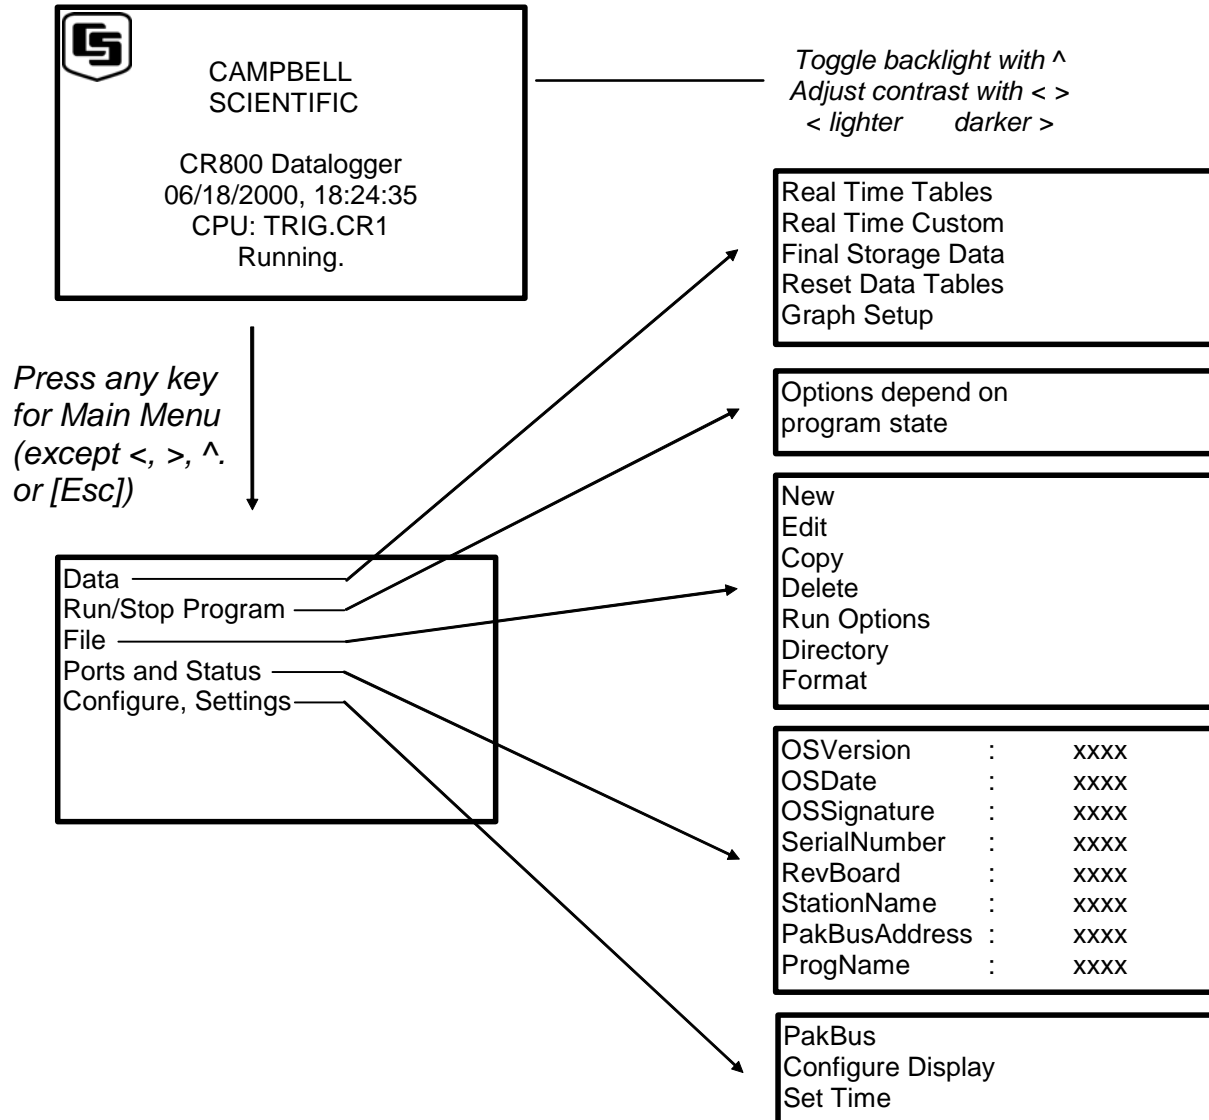 CAMPBELL
SCIENTIFIC
CR800 Datalogger
06/18/2000, 18:24:35
CPU: TRIG.CR1
Running.
Toggle backlight with ^
Adjust contrast with < >
< lighter darker >
Press any key
for Main Menu
(except <, >, ^.
or [Esc])
Data
Run/Stop Program
File
Ports and Status
Configure, Settings
Real Time Tables
Real Time Custom
Final Storage Data
Reset Data Tables
Graph Setup
Options depend on
program state
New
Edit
Copy
Delete
Run Options
Directory
Format
OSVersion : xxxx
OSDate : xxxx
OSSignature : xxxx
SerialNumber : xxxx
RevBoard : xxxx
StationName : xxxx
PakBusAddress : xxxx
ProgName : xxxx
PakBus
Configure Display
Set Time